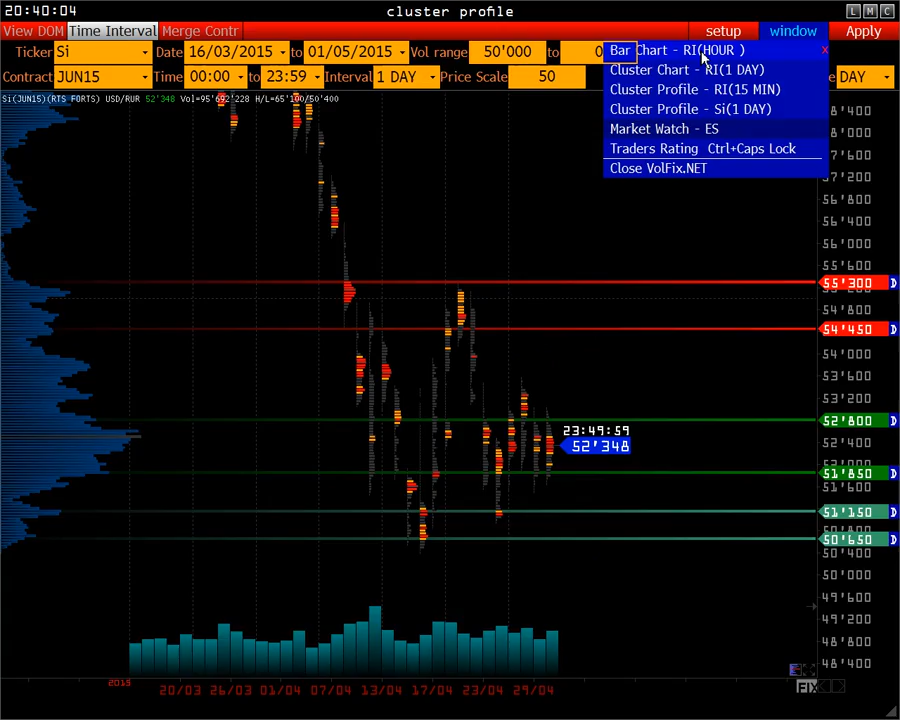 20:40:04 cluster profile L M C
View DOM Time Interval Merge Contr setup window Apply
Ticker Si Date 16/03/2015 to 01/05/2015 Vol range 50'000 to 0
Contract JUN15 Time 00:00 to 23:59 Interval 1 DAY Price Scale 50 DAY
Bar Chart - RI(HOUR ) x
Cluster Chart - RI(1 DAY)
Cluster Profile - RI(15 MIN)
Cluster Profile - Si(1 DAY)
Market Watch - ES
Traders Rating Ctrl+Caps Lock
Close VolFix.NET
Si(JUN15)(RTS FORTS) USD/RUR 52'348 Vol=95'692'228 H/L=65'100/50'400
58'400
58'000
57'600
57'200
56'800
56'400
56'000
55'600
55'300 D
54'800
54'450 D
54'000
53'600
53'200
52'800 D
23:49:59
52'400
52'348
51'850 D
51'600
51'150 D
50'650 D
50'400
50'000
49'600
49'200
48'800
48'400
2015 20/03 26/03 01/04 07/04 13/04 17/04 23/04 29/04
FIX